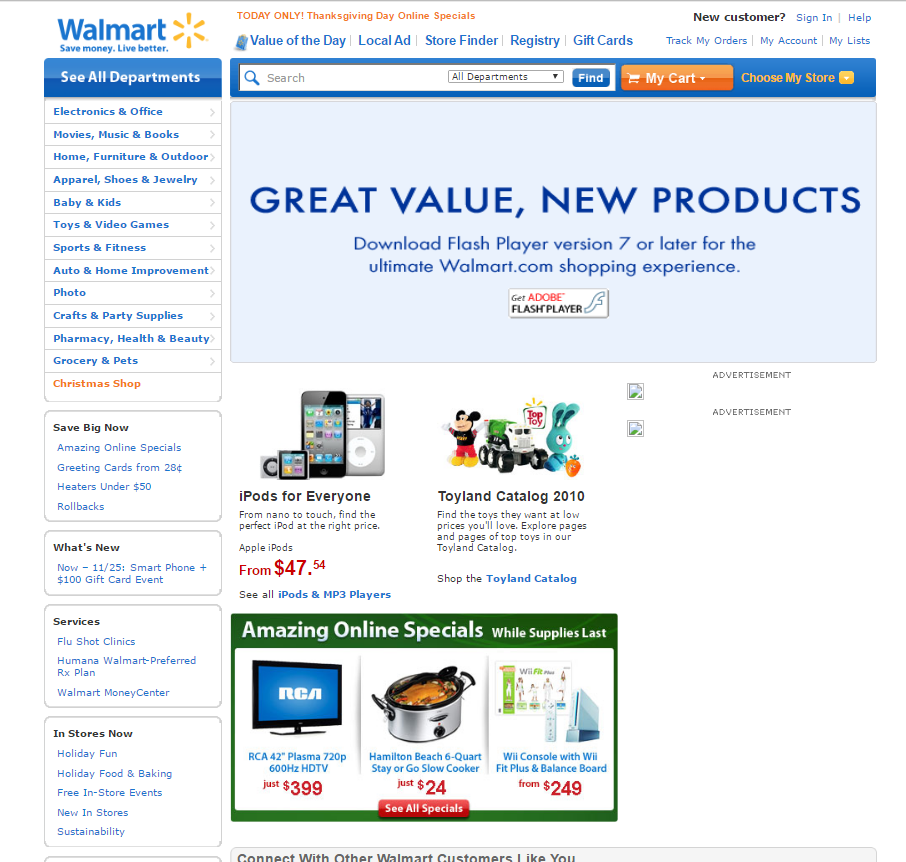 Walmart
Save money. Live better.
TODAY ONLY! Thanksgiving Day Online Specials
New customer? Sign In | Help
Value of the Day | Local Ad | Store Finder | Registry | Gift Cards
Track My Orders | My Account | My Lists
See All Departments
Search
All Departments
Find
My Cart
Choose My Store
Electronics & Office
Movies, Music & Books
Home, Furniture & Outdoor
Apparel, Shoes & Jewelry
Baby & Kids
Toys & Video Games
Sports & Fitness
Auto & Home Improvement
Photo
Crafts & Party Supplies
Pharmacy, Health & Beauty
Grocery & Pets
Christmas Shop
GREAT VALUE, NEW PRODUCTS
Download Flash Player version 7 or later for the
ultimate Walmart.com shopping experience.
Get ADOBE™
FLASH® PLAYER
Save Big Now
Amazing Online Specials
Greeting Cards from 28¢
Heaters Under $50
Rollbacks
What's New
Now – 11/25: Smart Phone +
$100 Gift Card Event
Services
Flu Shot Clinics
Humana Walmart-Preferred
Rx Plan
Walmart MoneyCenter
In Stores Now
Holiday Fun
Holiday Food & Baking
Free In-Store Events
New In Stores
Sustainability
iPods for Everyone
From nano to touch, find the
perfect iPod at the right price.
Apple iPods
From $47.54
See all iPods & MP3 Players
Top
Toy
Toyland Catalog 2010
Find the toys they want at low
prices you'll love. Explore pages
and pages of top toys in our
Toyland Catalog.
Shop the Toyland Catalog
ADVERTISEMENT
ADVERTISEMENT
Amazing Online Specials While Supplies Last
RCA
RCA 42" Plasma 720p
600Hz HDTV
just $399
Hamilton Beach 6-Quart
Stay or Go Slow Cooker
just $24
Wii Fit Plus
Wii Console with Wii
Fit Plus & Balance Board
from $249
See All Specials
Connect With Other Walmart Customers Like You